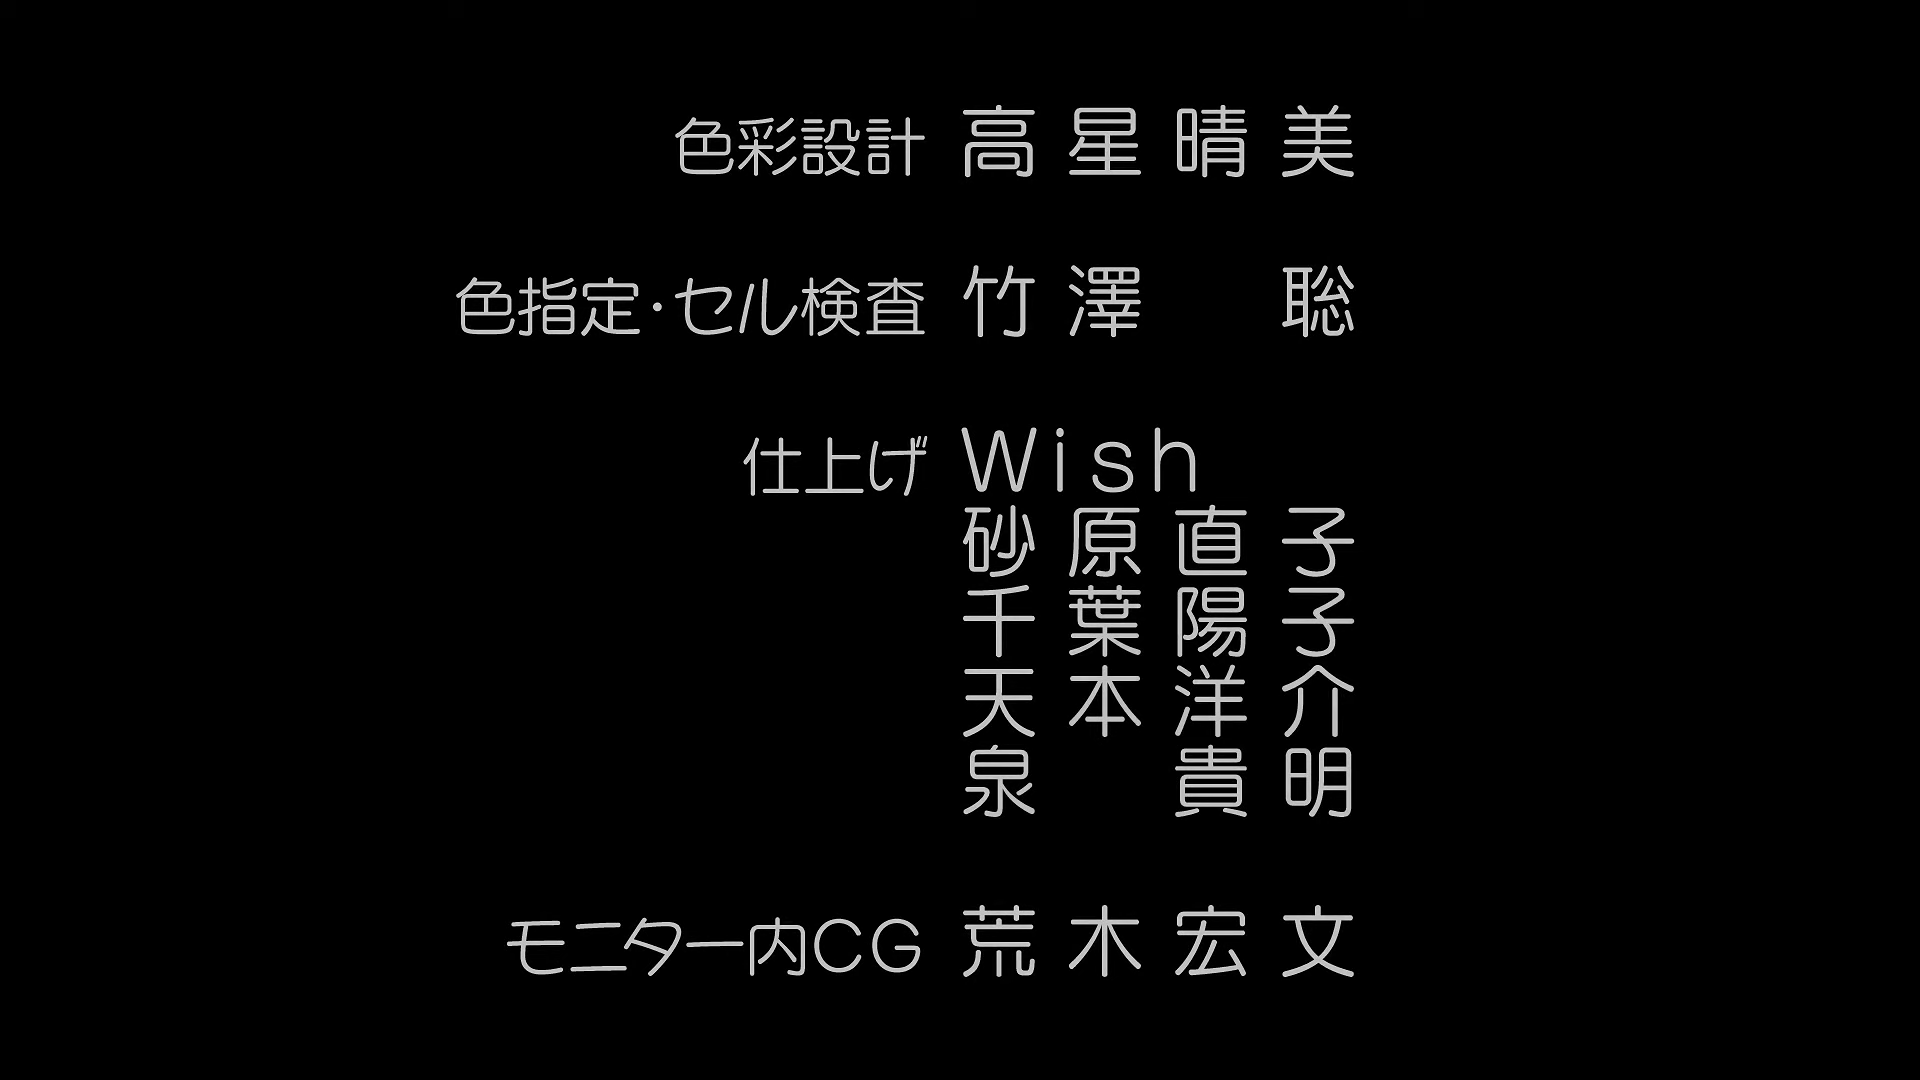 色彩設計 高星晴美
色指定・セル検査 竹澤 聡
仕上げ Wish
砂原直子
千葉陽子
天本洋介
泉 貴明
モニター内CG 荒木宏文